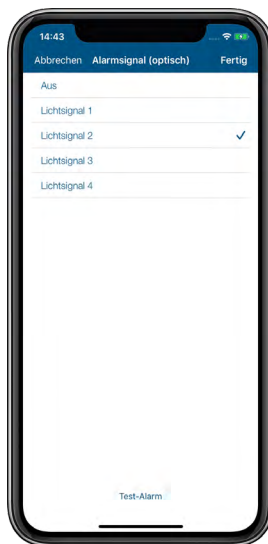 14:43
Abbrechen Alarmsignal (optisch) Fertig
Aus
Lichtsignal 1
Lichtsignal 2
Lichtsignal 3
Lichtsignal 4
Test-Alarm